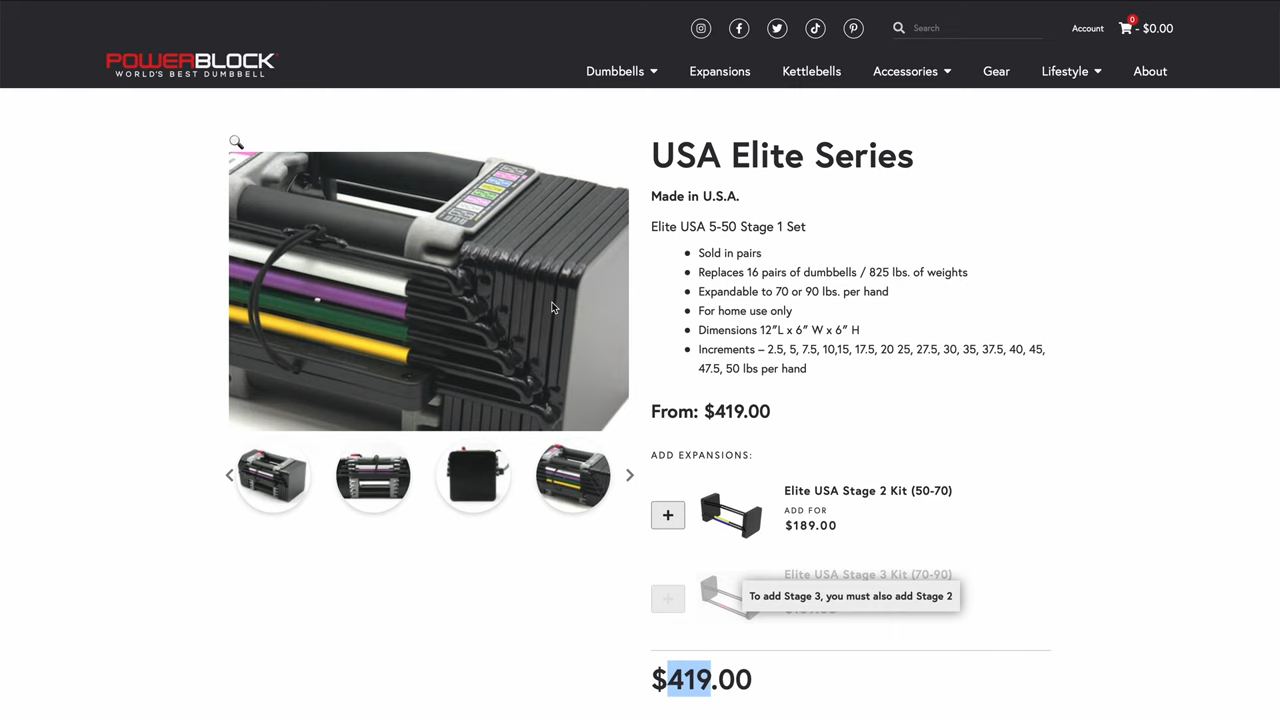 Search
Account
0
- $0.00
POWERBLOCK
WORLD'S BEST DUMBBELL
Dumbbells
Expansions
Kettlebells
Accessories
Gear
Lifestyle
About
USA Elite Series
Made in U.S.A.
Elite USA 5-50 Stage 1 Set
Sold in pairs
Replaces 16 pairs of dumbbells / 825 lbs. of weights
Expandable to 70 or 90 lbs. per hand
For home use only
Dimensions 12″L x 6″ W x 6″ H
Increments – 2.5, 5, 7.5, 10,15, 17.5, 20 25, 27.5, 30, 35, 37.5, 40, 45,
47.5, 50 lbs per hand
From: $419.00
ADD EXPANSIONS:
Elite USA Stage 2 Kit (50-70)
ADD FOR
$189.00
Elite USA Stage 3 Kit (70-90)
To add Stage 3, you must also add Stage 2
$419.00